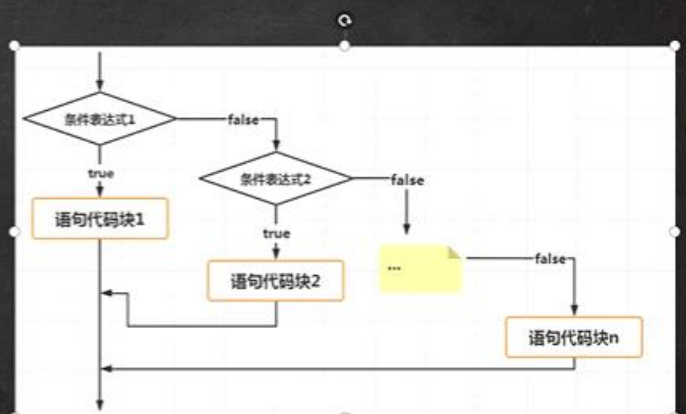 条件表达式1
false
true
条件表达式2
false
语句代码块1
true
...
false
语句代码块2
语句代码块n